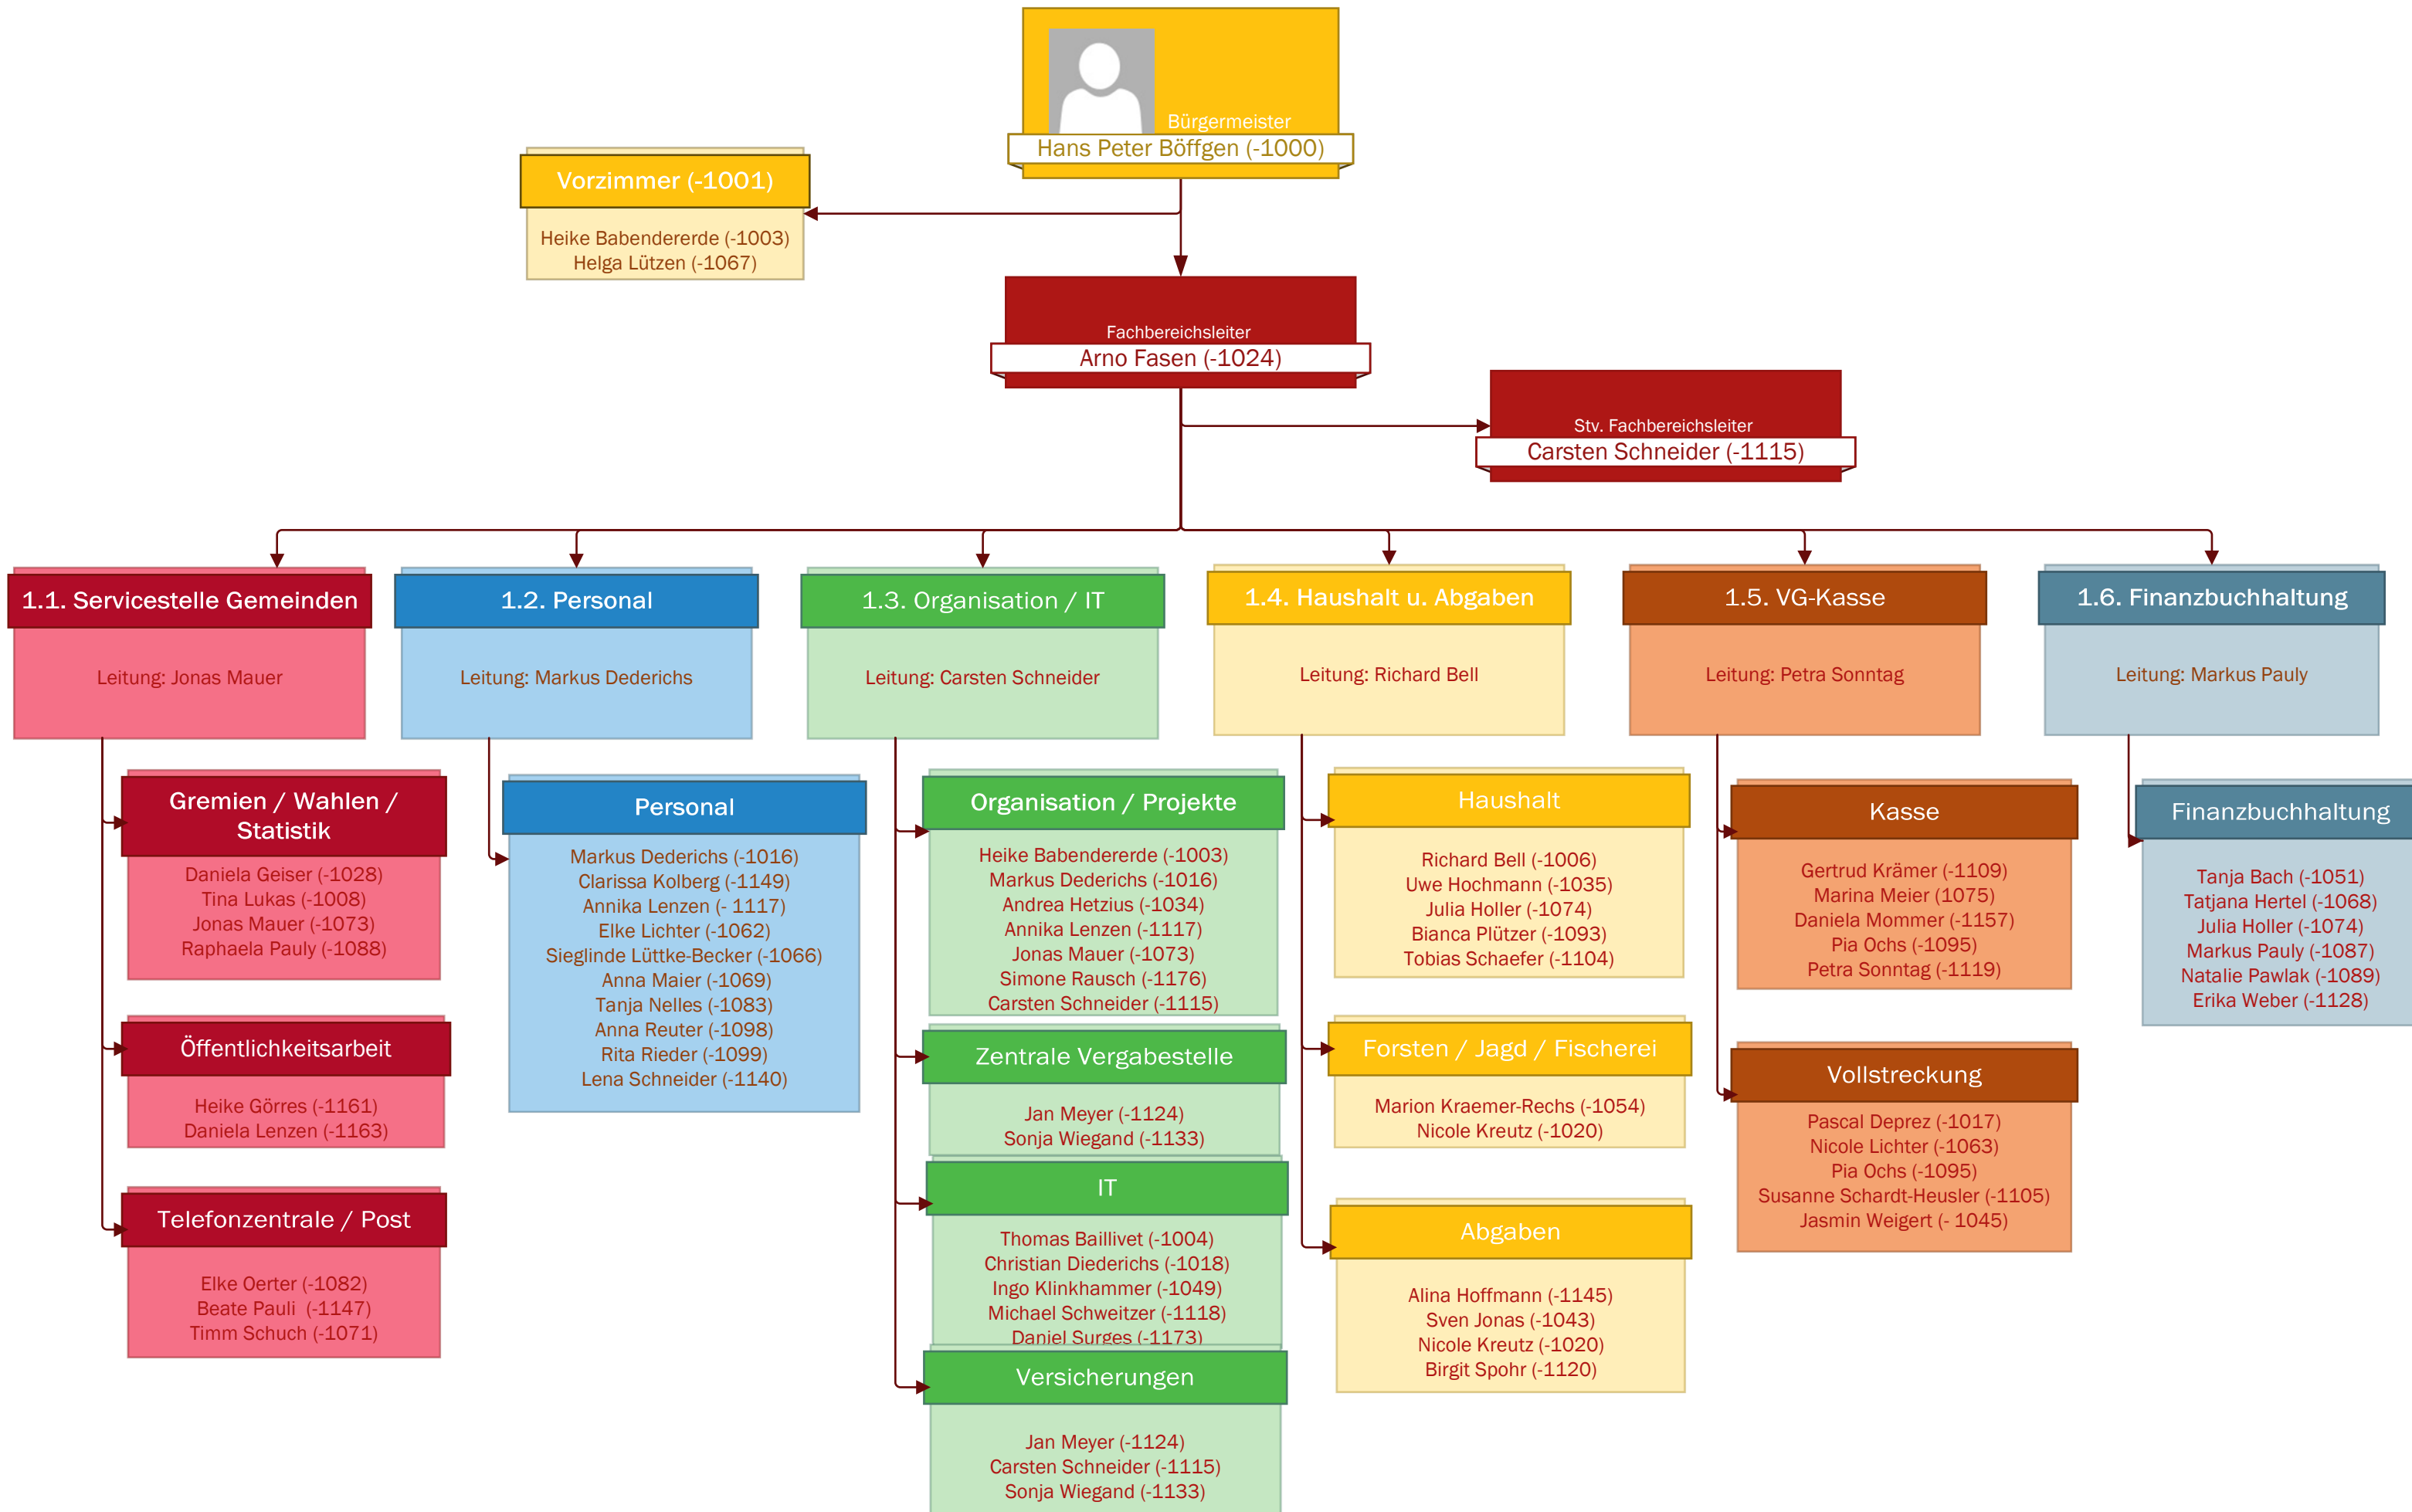 Bürgermeister
Hans Peter Böffgen (-1000)
Vorzimmer (-1001)
Heike Babendererde (-1003)
Helga Lützen (-1067)
Fachbereichsleiter
Arno Fasen (-1024)
Stv. Fachbereichsleiter
Carsten Schneider (-1115)
1.1. Servicestelle Gemeinden
Leitung: Jonas Mauer
Gremien / Wahlen /
Statistik
Daniela Geiser (-1028)
Tina Lukas (-1008)
Jonas Mauer (-1073)
Raphaela Pauly (-1088)
Öffentlichkeitsarbeit
Heike Görres (-1161)
Daniela Lenzen (-1163)
Telefonzentrale / Post
Elke Oerter (-1082)
Beate Pauli  (-1147)
Timm Schuch (-1071)
1.2. Personal
Leitung: Markus Dederichs
Personal
Markus Dederichs (-1016)
Clarissa Kolberg (-1149)
Annika Lenzen (- 1117)
Elke Lichter (-1062)
Sieglinde Lüttke-Becker (-1066)
Anna Maier (-1069)
Tanja Nelles (-1083)
Anna Reuter (-1098)
Rita Rieder (-1099)
Lena Schneider (-1140)
1.3. Organisation / IT
Leitung: Carsten Schneider
Organisation / Projekte
Heike Babendererde (-1003)
Markus Dederichs (-1016)
Andrea Hetzius (-1034)
Annika Lenzen (-1117)
Jonas Mauer (-1073)
Simone Rausch (-1176)
Carsten Schneider (-1115)
Zentrale Vergabestelle
Jan Meyer (-1124)
Sonja Wiegand (-1133)
IT
Thomas Baillivet (-1004)
Christian Diederichs (-1018)
Ingo Klinkhammer (-1049)
Michael Schweitzer (-1118)
Daniel Surges (-1173)
Versicherungen
Jan Meyer (-1124)
Carsten Schneider (-1115)
Sonja Wiegand (-1133)
1.4. Haushalt u. Abgaben
Leitung: Richard Bell
Haushalt
Richard Bell (-1006)
Uwe Hochmann (-1035)
Julia Holler (-1074)
Bianca Plützer (-1093)
Tobias Schaefer (-1104)
Forsten / Jagd / Fischerei
Marion Kraemer-Rechs (-1054)
Nicole Kreutz (-1020)
Abgaben
Alina Hoffmann (-1145)
Sven Jonas (-1043)
Nicole Kreutz (-1020)
Birgit Spohr (-1120)
1.5. VG-Kasse
Leitung: Petra Sonntag
Kasse
Gertrud Krämer (-1109)
Marina Meier (1075)
Daniela Mommer (-1157)
Pia Ochs (-1095)
Petra Sonntag (-1119)
Vollstreckung
Pascal Deprez (-1017)
Nicole Lichter (-1063)
Pia Ochs (-1095)
Susanne Schardt-Heusler (-1105)
Jasmin Weigert (- 1045)
1.6. Finanzbuchhaltung
Leitung: Markus Pauly
Finanzbuchhaltung
Tanja Bach (-1051)
Tatjana Hertel (-1068)
Julia Holler (-1074)
Markus Pauly (-1087)
Natalie Pawlak (-1089)
Erika Weber (-1128)